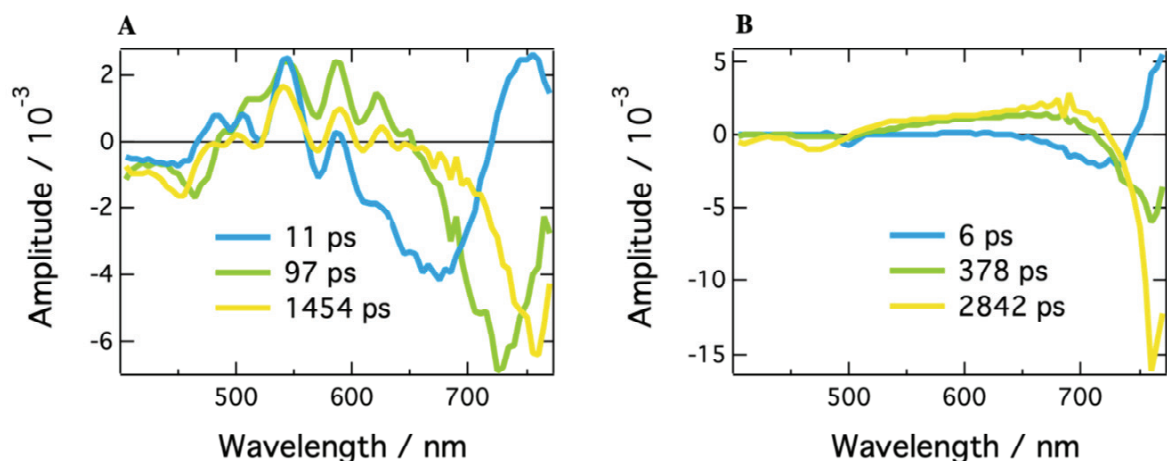 A
2
0
-2
-4
-6
Amplitude / 10⁻³
11 ps
97 ps
1454 ps
500
600
700
Wavelength / nm
B
5
0
-5
-10
-15
Amplitude / 10⁻³
6 ps
378 ps
2842 ps
500
600
700
Wavelength / nm